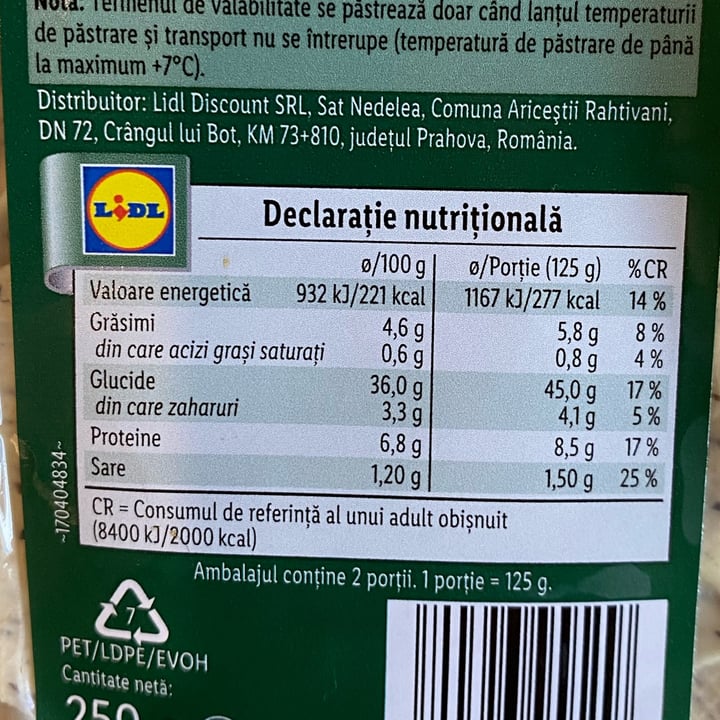 Notă: Termenul de valabilitate se păstrează doar când lanțul temperaturii
de păstrare și transport nu se întrerupe (temperatură de păstrare de până
la maximum +7°C).
Distribuitor: Lidl Discount SRL, Sat Nedelea, Comuna Ariceștii Rahtivani,
DN 72, Crângul lui Bot, KM 73+810, județul Prahova, România.
LIDL
Declarație nutrițională
ø/100 g ø/Porție (125 g) %CR
Valoare energetică 932 kJ/221 kcal 1167 kJ/277 kcal 14 %
Grăsimi 4,6 g 5,8 g 8 %
din care acizi grași saturați 0,6 g 0,8 g 4 %
Glucide 36,0 g 45,0 g 17 %
din care zaharuri 3,3 g 4,1 g 5 %
Proteine 6,8 g 8,5 g 17 %
Sare 1,20 g 1,50 g 25 %
CR = Consumul de referință al unui adult obișnuit
(8400 kJ/2000 kcal)
~170404834~
Ambalajul conține 2 porții. 1 porție = 125 g.
7
PET/LDPE/EVOH
Cantitate netă:
250